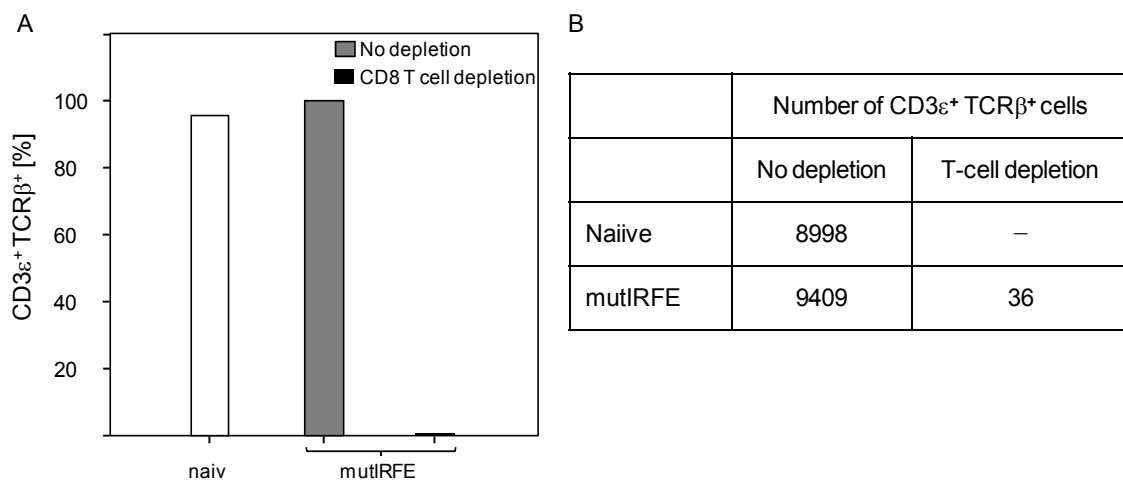 A
No depletion
CD8 T cell depletion
CD3ε⁺ TCRβ⁺ [%]
100
80
60
40
20
naiv
mutIRFE
B
Number of CD3ε⁺ TCRβ⁺ cells
No depletion T-cell depletion
Naiive 8998 –
mutIRFE 9409 36